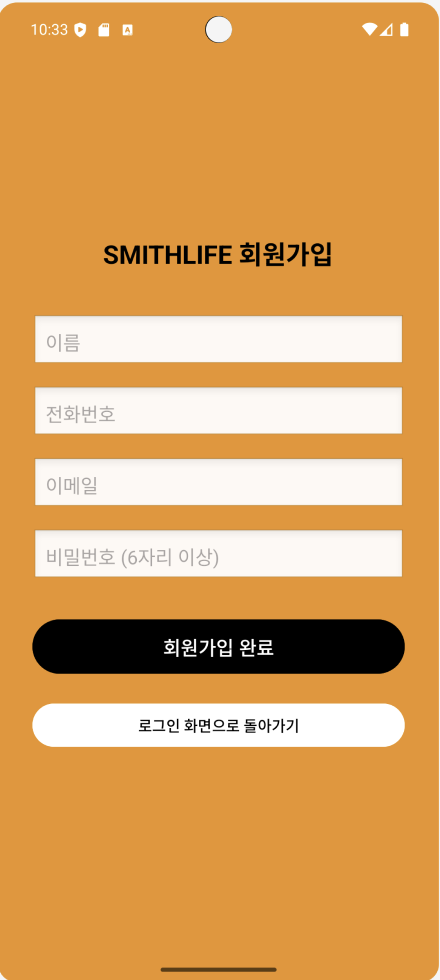 10:33
SMITHLIFE 회원가입
이름
전화번호
이메일
비밀번호 (6자리 이상)
회원가입 완료
로그인 화면으로 돌아가기